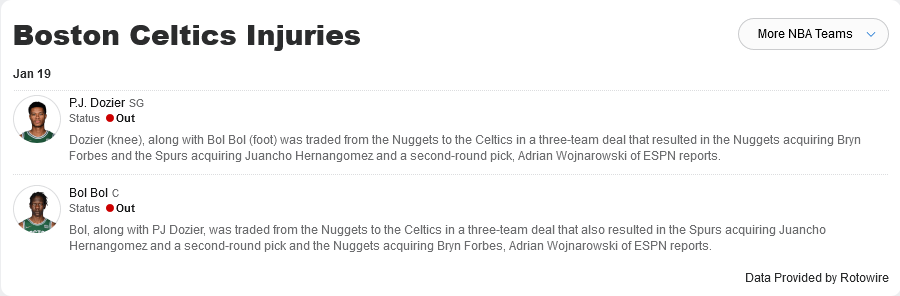 Boston Celtics Injuries
More NBA Teams
Jan 19
P.J. Dozier SG
Status Out
Dozier (knee), along with Bol Bol (foot) was traded from the Nuggets to the Celtics in a three-team deal that resulted in the Nuggets acquiring Bryn
Forbes and the Spurs acquiring Juancho Hernangomez and a second-round pick, Adrian Wojnarowski of ESPN reports.
Bol Bol C
Status Out
Bol, along with PJ Dozier, was traded from the Nuggets to the Celtics in a three-team deal that also resulted in the Spurs acquiring Juancho
Hernangomez and a second-round pick and the Nuggets acquiring Bryn Forbes, Adrian Wojnarowski of ESPN reports.
Data Provided by Rotowire